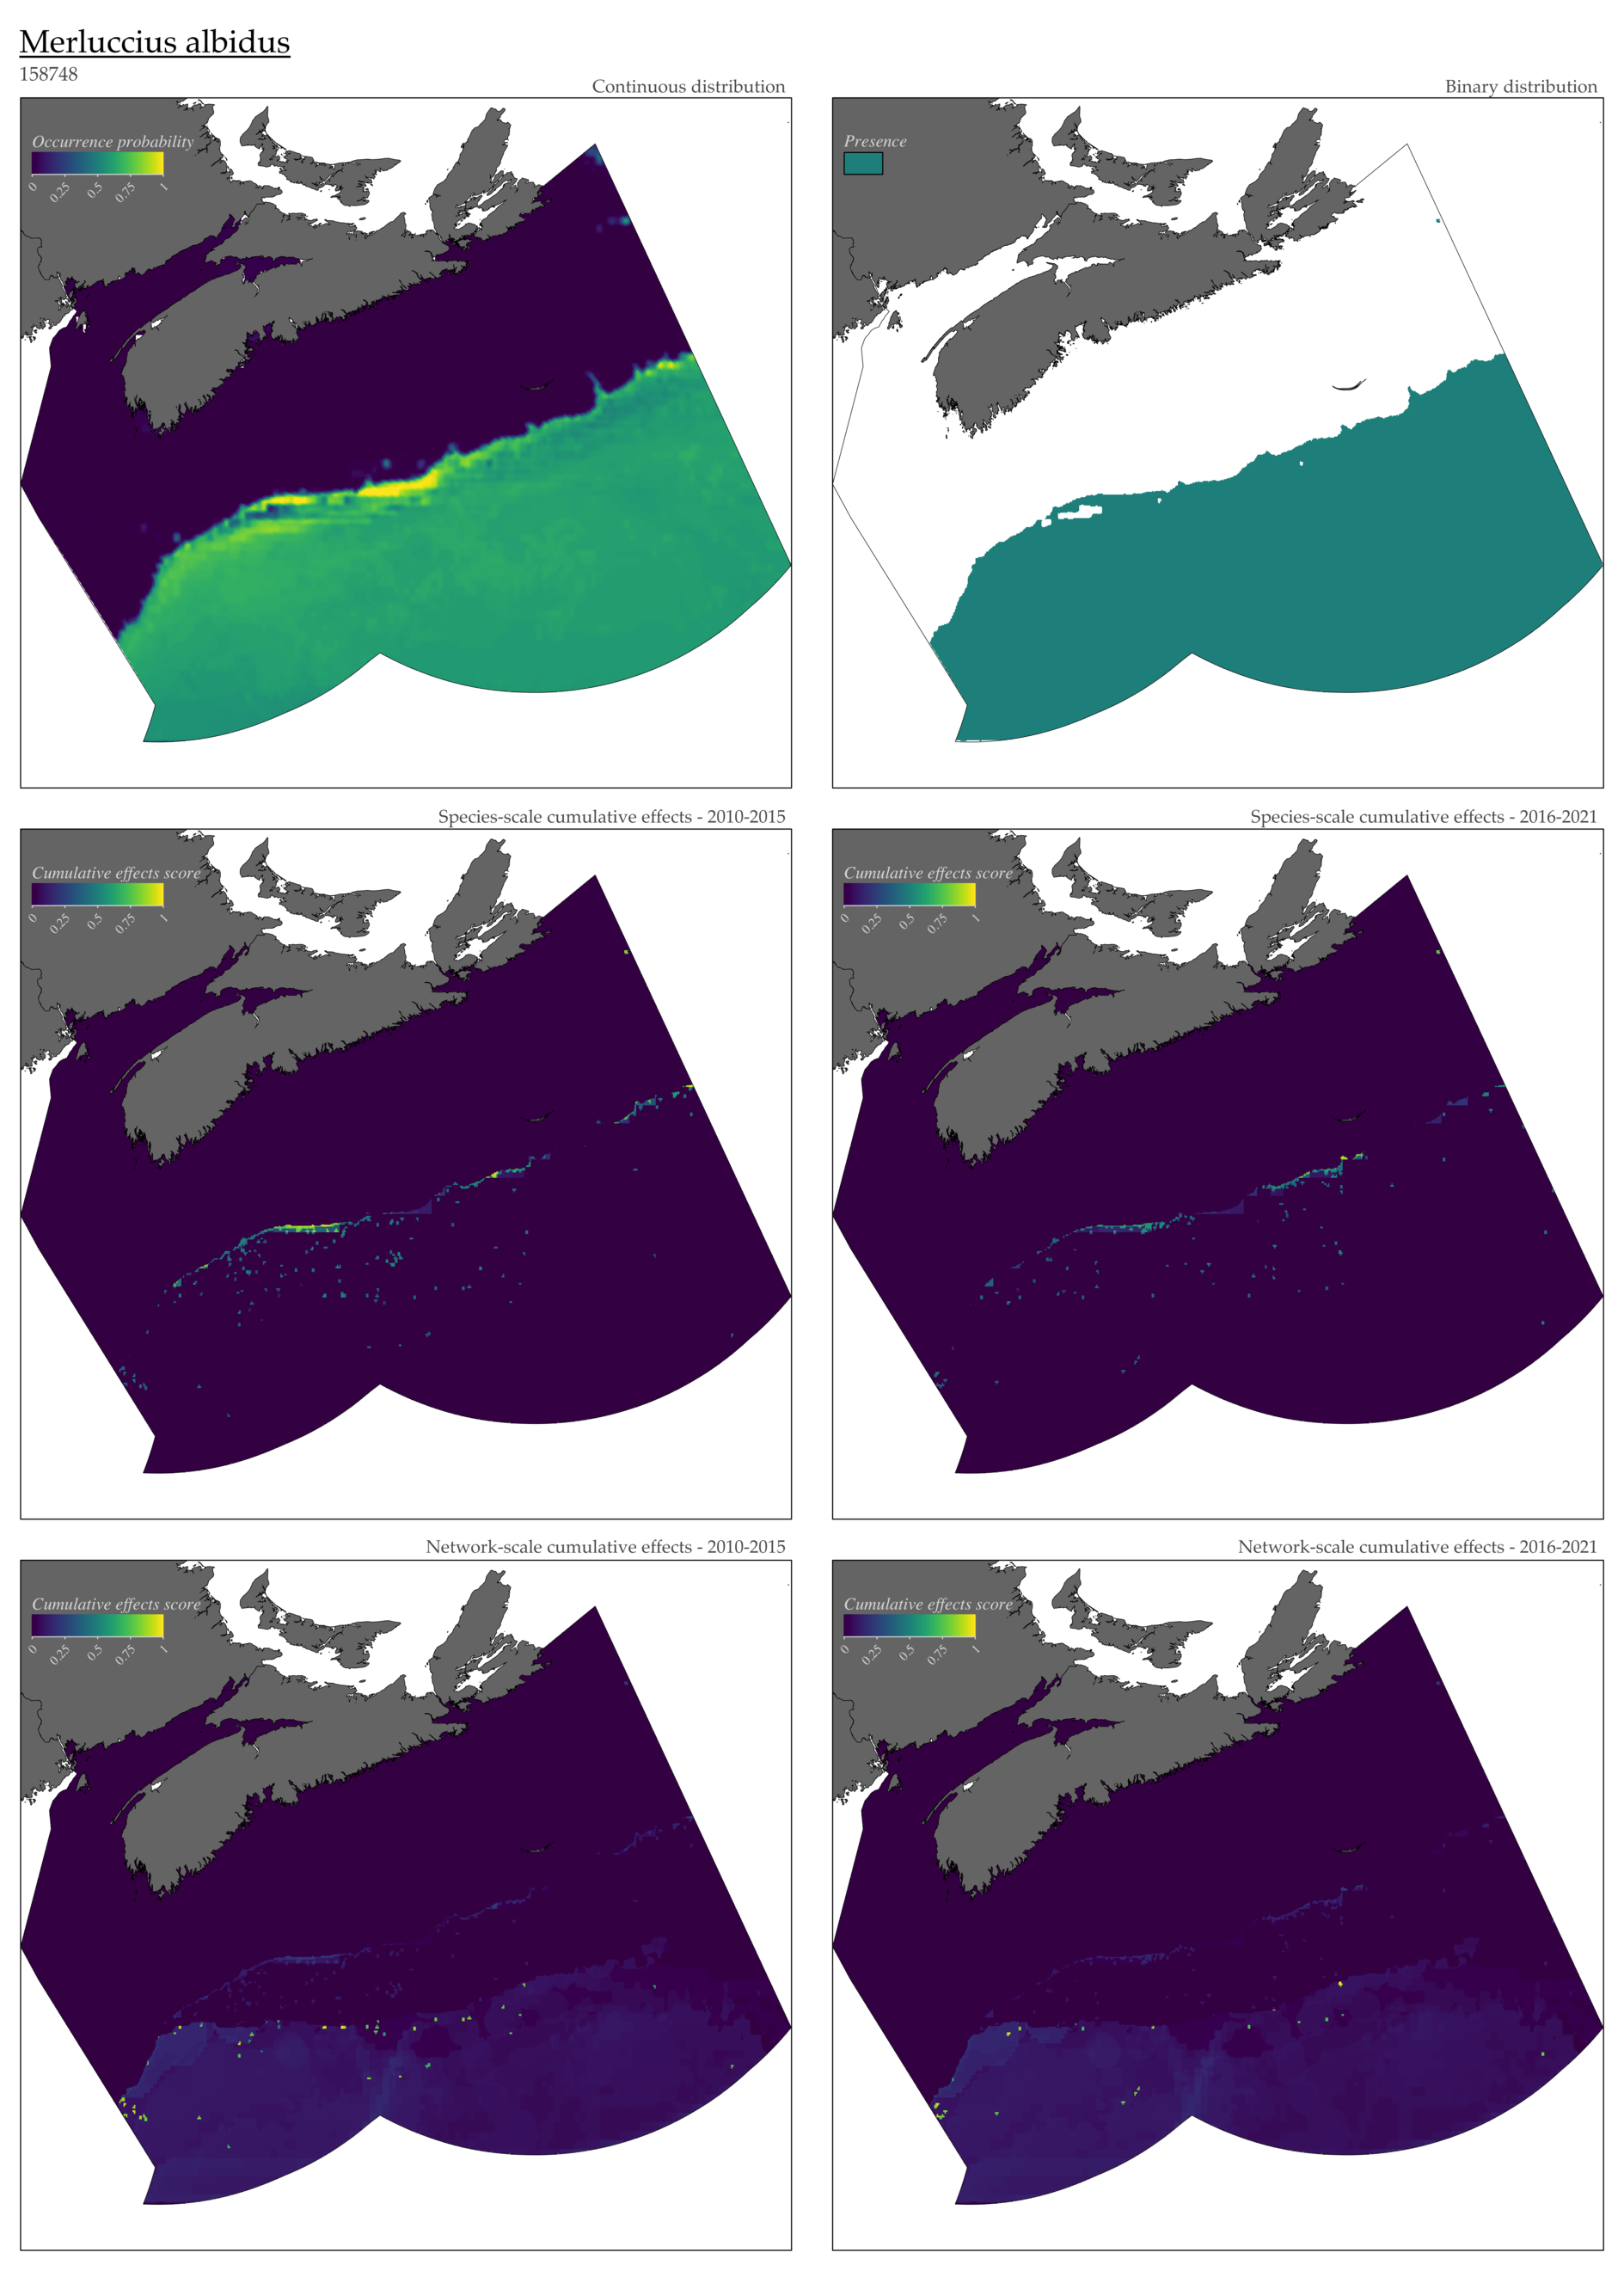 Merluccius albidus
158748
Continuous distribution
Occurrence probability
0 0.25 0.5 0.75 1
Binary distribution
Presence
Species-scale cumulative effects - 2010-2015
Cumulative effects score
0 0.25 0.5 0.75 1
Species-scale cumulative effects - 2016-2021
Cumulative effects score
0 0.25 0.5 0.75 1
Network-scale cumulative effects - 2010-2015
Cumulative effects score
0 0.25 0.5 0.75 1
Network-scale cumulative effects - 2016-2021
Cumulative effects score
0 0.25 0.5 0.75 1